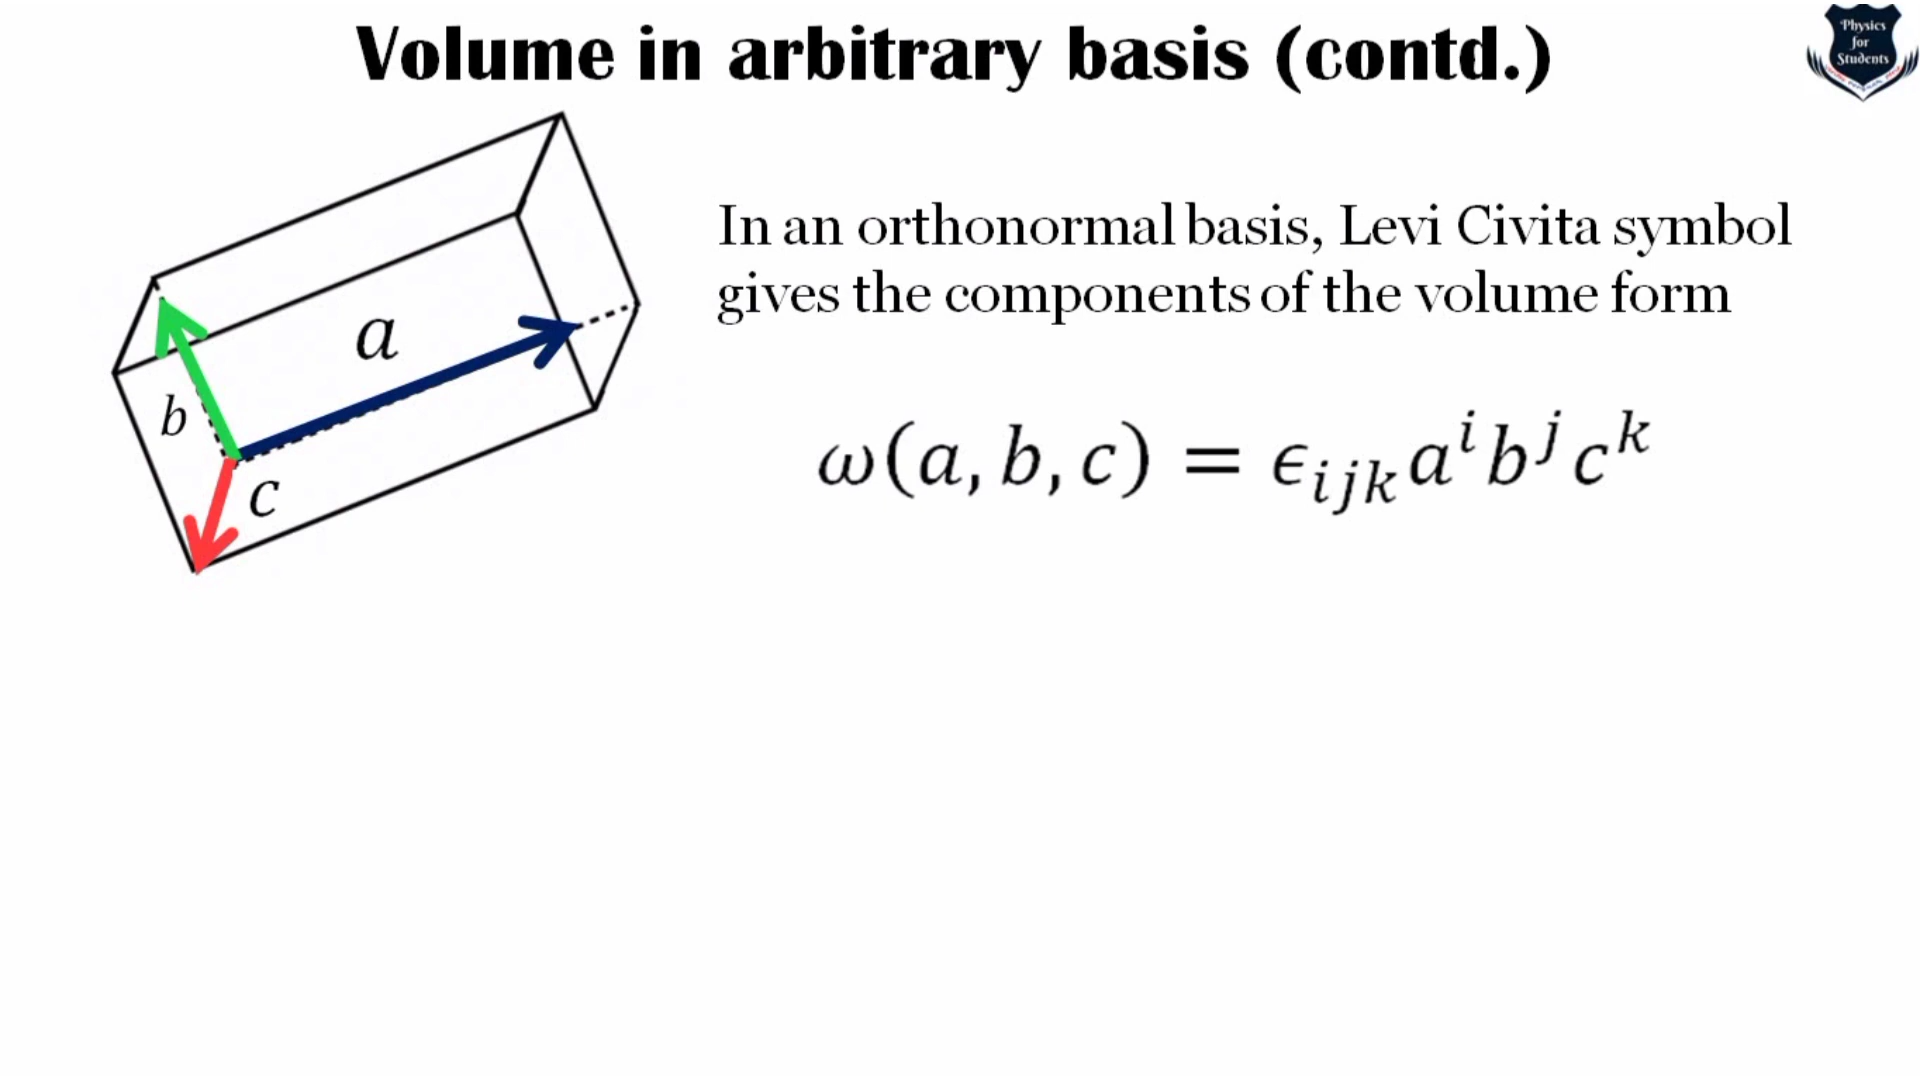 Volume in arbitrary basis (contd.)
Physics
for
Students
In an orthonormal basis, Levi Civita symbol
gives the components of the volume form
a
b
c
ω(a, b, c) = ϵ_{ijk} a^i b^j c^k